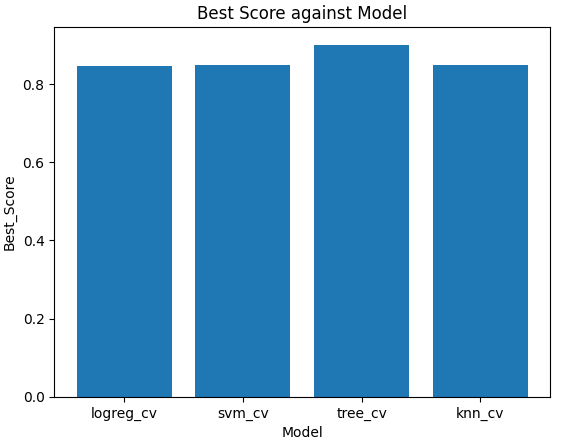 Best Score against Model
Best_Score
0.8
0.6
0.4
0.2
0.0
logreg_cv svm_cv tree_cv knn_cv
Model